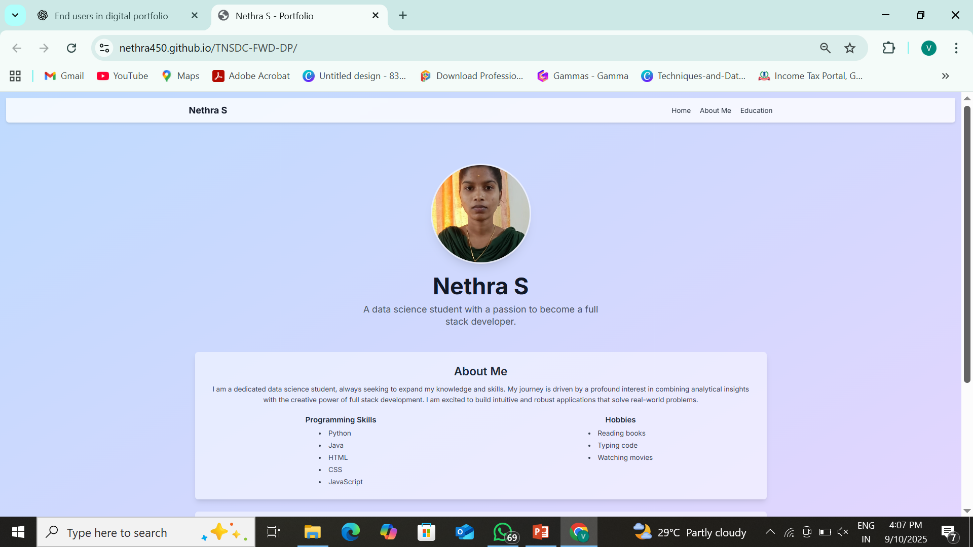 End users in digital portfolio
Nethra S - Portfolio
nethra450.github.io/TNSDC-FWD-DP/
V
Gmail
YouTube
Maps
Adobe Acrobat
Untitled design - 83...
Download Professio...
Gammas - Gamma
Techniques-and-Dat...
Income Tax Portal, G...
Nethra S
Home
About Me
Education
Nethra S
A data science student with a passion to become a full
stack developer.
About Me
I am a dedicated data science student, always seeking to expand my knowledge and skills. My journey is driven by a profound interest in combining analytical insights
with the creative power of full stack development. I am excited to build intuitive and robust applications that solve real-world problems.
Programming Skills
• Python
• Java
• HTML
• CSS
• JavaScript
Hobbies
• Reading books
• Typing code
• Watching movies
Type here to search
69
29°C Partly cloudy
ENG
IN
4:07 PM
9/10/2025
7